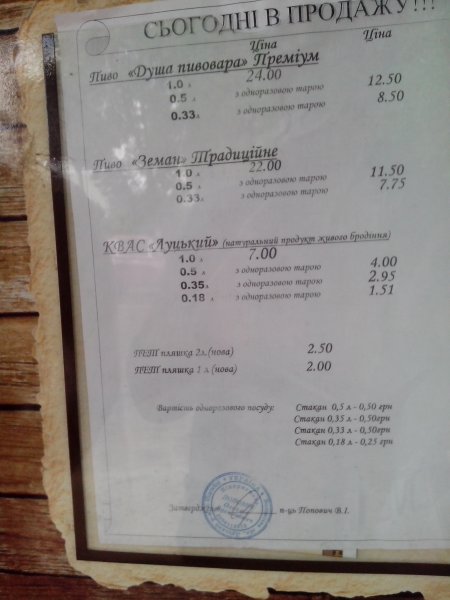 СЬОГОДНІ В ПРОДАЖУ!!!
Ціна Ціна
Пиво «Душа пивовара» Преміум
1.0 л 24.00
0.5 л з одноразовою тарою 12.50
0.33л з одноразовою тарою 8.50
Пиво «Земан» Традиційне
1.0 л 22.00
0.5 л з одноразовою тарою 11.50
0.33л з одноразовою тарою 7.75
КВАС «Луцький» (натуральний продукт живого бродіння)
1.0 л 7.00
0.5 л з одноразовою тарою 4.00
0.35л з одноразовою тарою 2.95
0.18 л з одноразовою тарою 1.51
ПЕТ пляшка 2л.(нова) 2.50
ПЕТ пляшка 1 л (нова) 2.00
Вартість одноразового посуду: Стакан 0,5 л - 0,50 грн
Стакан 0,35 л - 0,50грн
Стакан 0,33 л - 0,50грн
Стакан 0,18 л - 0,25 грн
УКРАЇНА
п-ць Попович В.І.